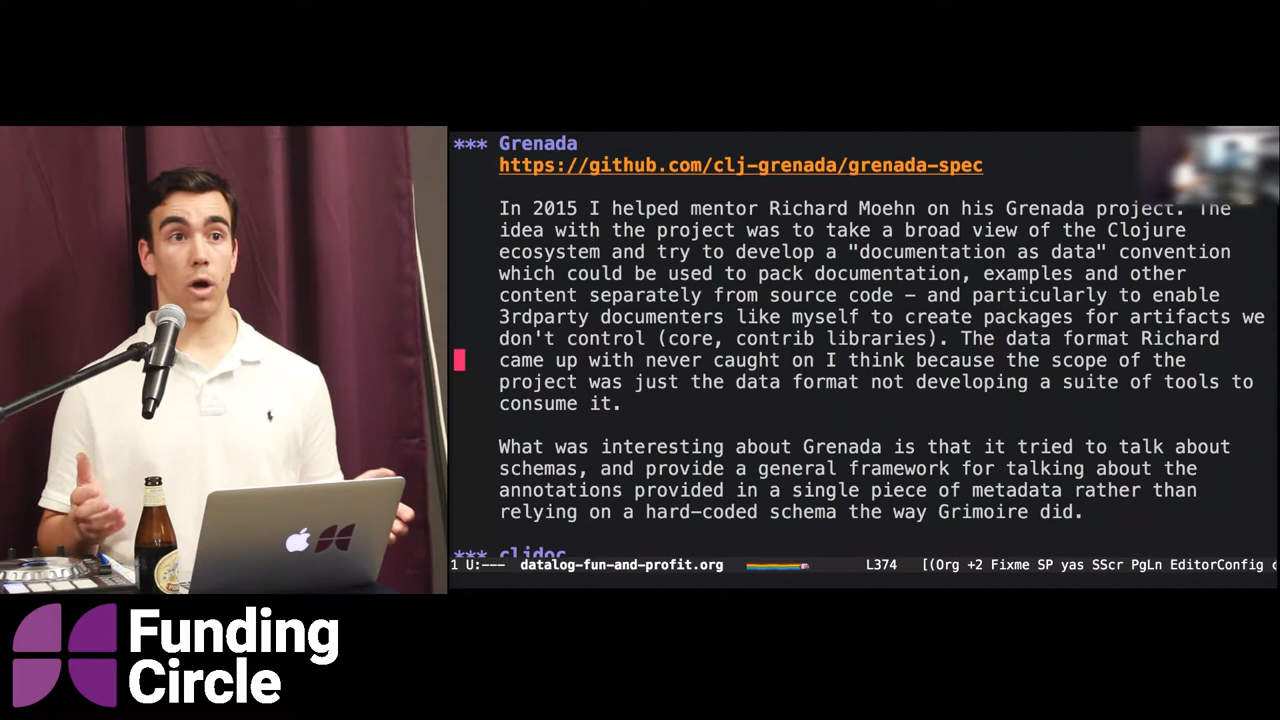 *** Grenada
https://github.com/clj-grenada/grenada-spec
In 2015 I helped mentor Richard Moehn on his Grenada project. The
idea with the project was to take a broad view of the Clojure
ecosystem and try to develop a "documentation as data" convention
which could be used to pack documentation, examples and other
content separately from source code - and particularly to enable
3rdparty documenters like myself to create packages for artifacts we
don't control (core, contrib libraries). The data format Richard
came up with never caught on I think because the scope of the
project was just the data format not developing a suite of tools to
consume it.
What was interesting about Grenada is that it tried to talk about
schemas, and provide a general framework for talking about the
annotations provided in a single piece of metadata rather than
relying on a hard-coded schema the way Grimoire did.
*** cljdoc
1 U:--- datalog-fun-and-profit.org L374 [(Org +2 Fixme SP yas SScr PgLn EditorConfig
Funding
Circle